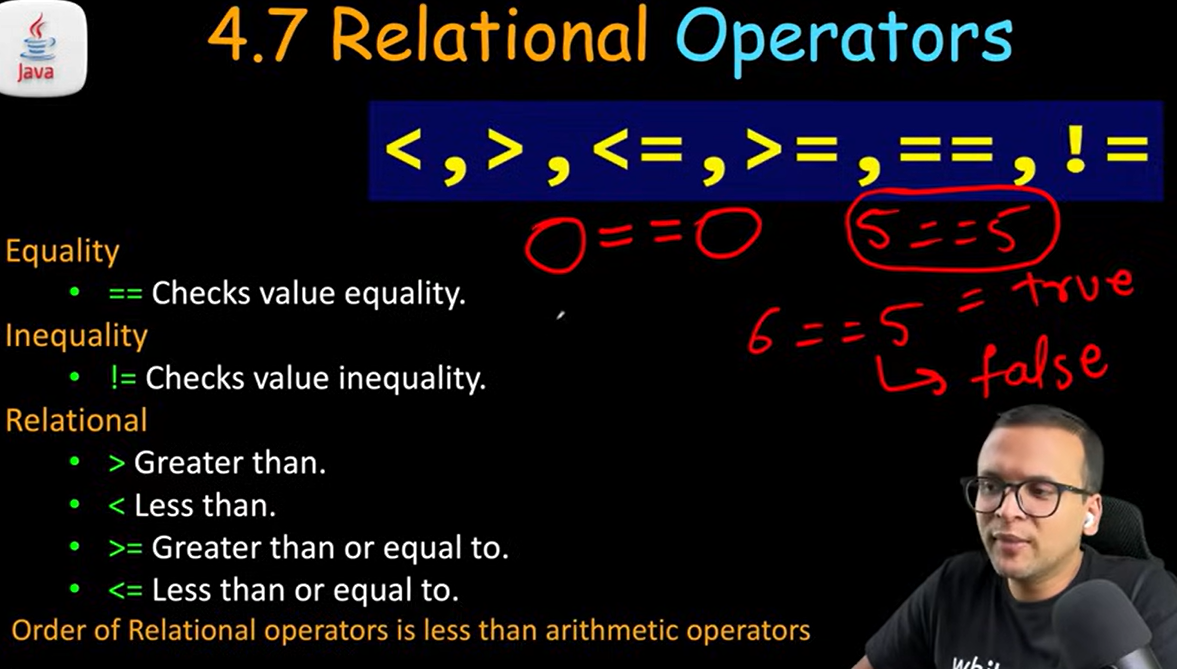 Java
4.7 Relational Operators
<,>,<=,>=,==,!=
0==0
5==5
= true
6==5
false
Equality
• == Checks value equality.
Inequality
• != Checks value inequality.
Relational
• > Greater than.
• < Less than.
• >= Greater than or equal to.
• <= Less than or equal to.
Order of Relational operators is less than arithmetic operators